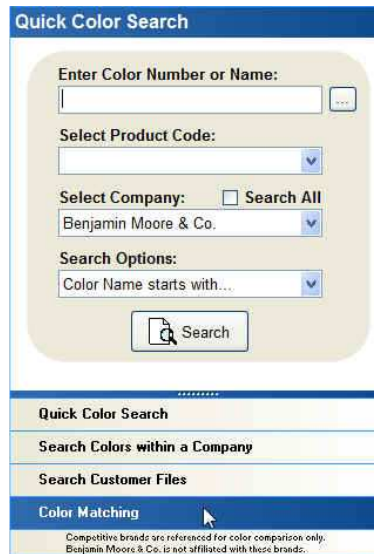 Quick Color Search
Enter Color Number or Name:
...
Select Product Code:
Select Company: Search All
Benjamin Moore & Co.
Search Options:
Color Name starts with...
Search
Quick Color Search
Search Colors within a Company
Search Customer Files
Color Matching
Competitive brands are referenced for color comparison only.
Benjamin Moore & Co. is not affiliated with these brands.